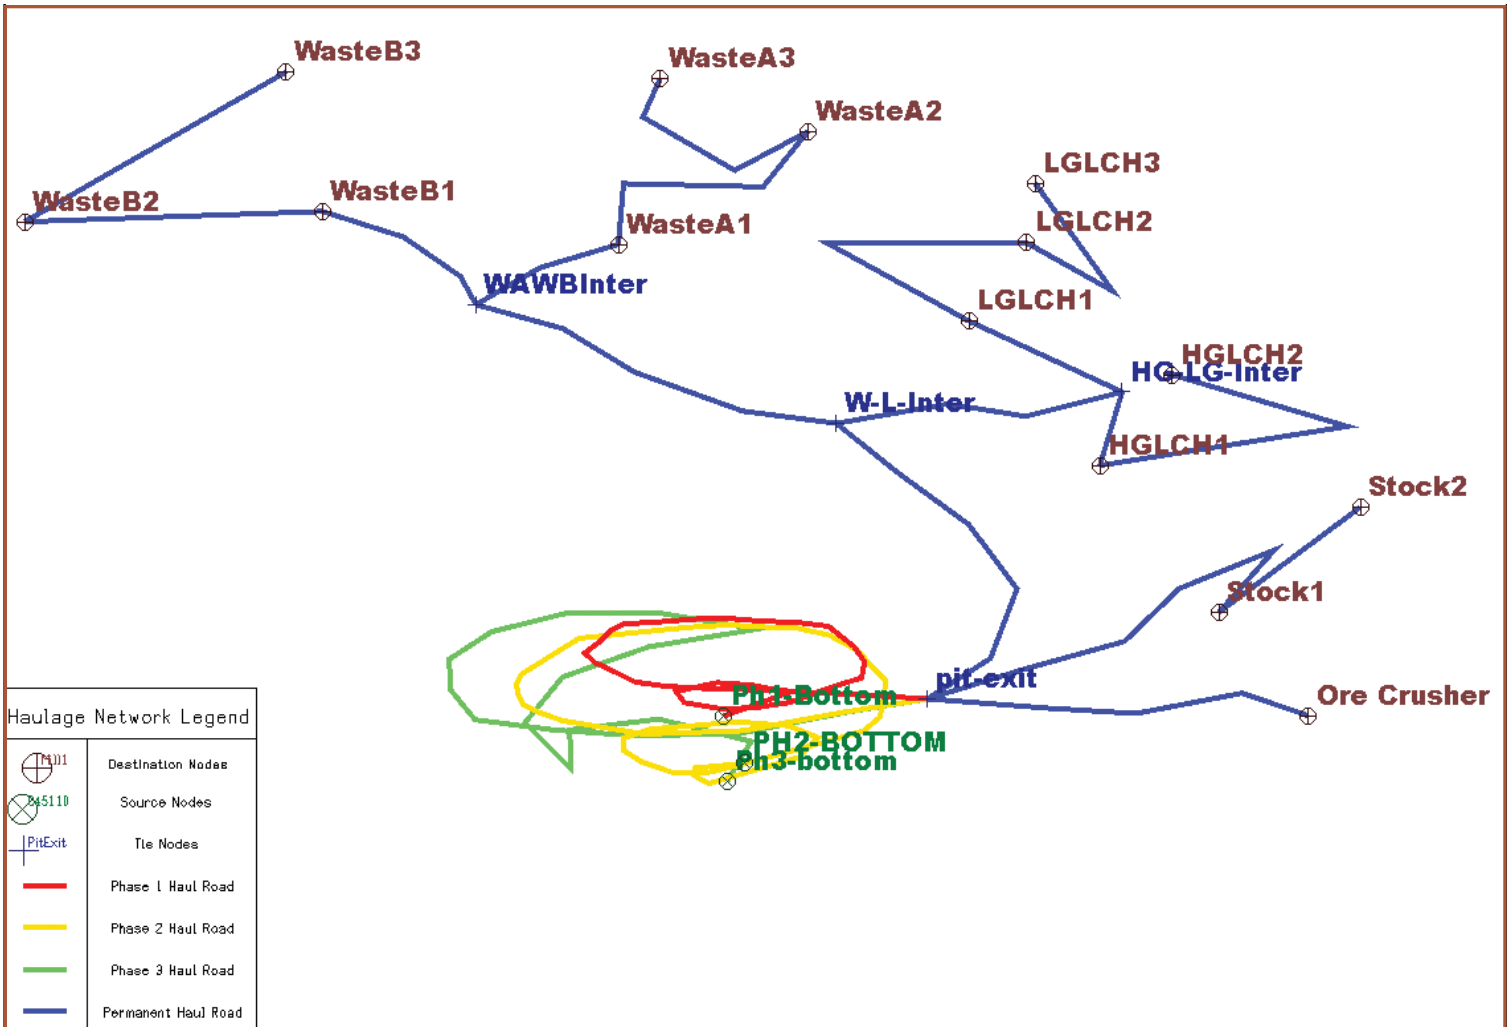 WasteB3
WasteA3
WasteA2
LGLCH3
WasteB2
WasteB1
WasteA1
LGLCH2
WAWBInter
LGLCH1
HGLCH2
HG-LG-Inter
W-L-Inter
HGLCH1
Stock2
Stock1
pit-exit
Ph1-Bottom
Ore Crusher
PH2-BOTTOM
Ph3-bottom
Haulage Network Legend
Destination Nodes
Source Nodes
PitExit
Tie Nodes
Phase 1 Haul Road
Phase 2 Haul Road
Phase 3 Haul Road
Permanent Haul Road